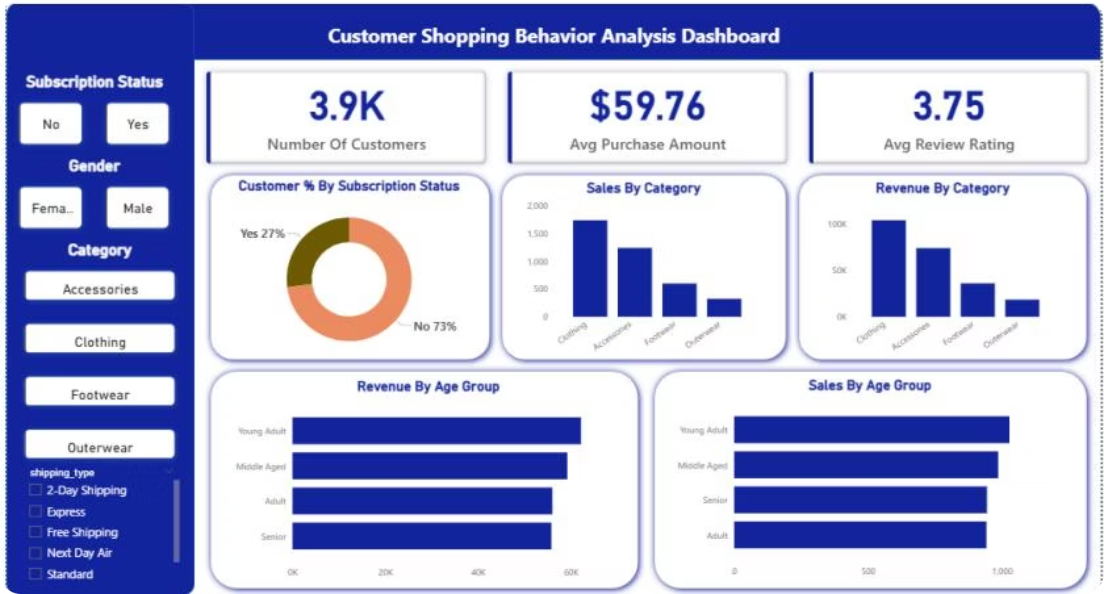 Customer Shopping Behavior Analysis Dashboard
Subscription Status
No Yes
Gender
Fema... Male
Category
Accessories
Clothing
Footwear
Outerwear
shipping_type
2-Day Shipping
Express
Free Shipping
Next Day Air
Standard
3.9K
Number Of Customers
$59.76
Avg Purchase Amount
3.75
Avg Review Rating
Customer % By Subscription Status
Yes 27%
No 73%
Sales By Category
2,000
1,500
1,000
500
0
Clothing Accessories Footwear Outerwear
Revenue By Category
100K
50K
0K
Clothing Accessories Footwear Outerwear
Revenue By Age Group
Young Adult
Middle Aged
Adult
Senior
0K 20K 40K 60K
Sales By Age Group
Young Adult
Middle Aged
Senior
Adult
0 500 1,000